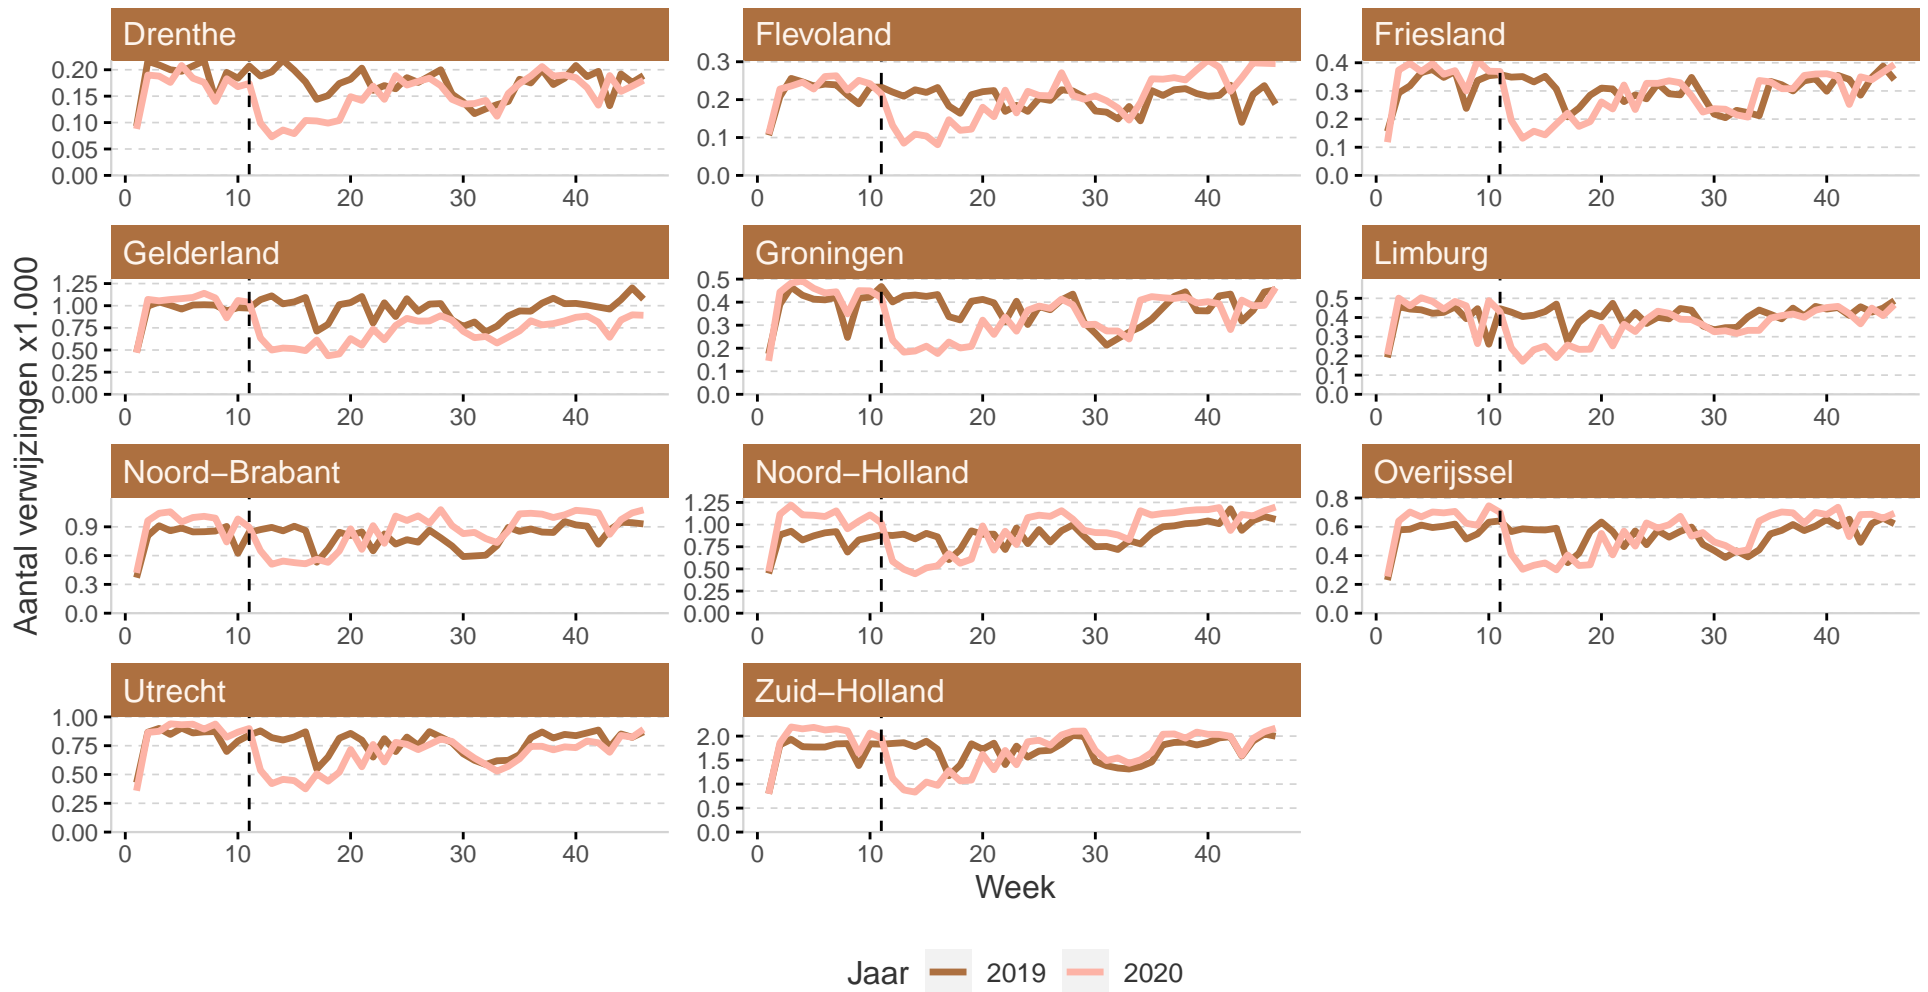 Aantal verwijzingen x1.000
Drenthe
0.20
0.15
0.10
0.05
0.00
0 10 20 30 40
Flevoland
0.3
0.2
0.1
0.0
0 10 20 30 40
Friesland
0.4
0.3
0.2
0.1
0.0
0 10 20 30 40
Gelderland
1.25
1.00
0.75
0.50
0.25
0.00
0 10 20 30 40
Groningen
0.5
0.4
0.3
0.2
0.1
0.0
0 10 20 30 40
Limburg
0.5
0.4
0.3
0.2
0.1
0.0
0 10 20 30 40
Noord–Brabant
0.9
0.6
0.3
0.0
0 10 20 30 40
Noord–Holland
1.25
1.00
0.75
0.50
0.25
0.00
0 10 20 30 40
Overijssel
0.8
0.6
0.4
0.2
0.0
0 10 20 30 40
Utrecht
1.00
0.75
0.50
0.25
0.00
0 10 20 30 40
Zuid–Holland
2.0
1.5
1.0
0.5
0.0
0 10 20 30 40
Week
Jaar 2019 2020